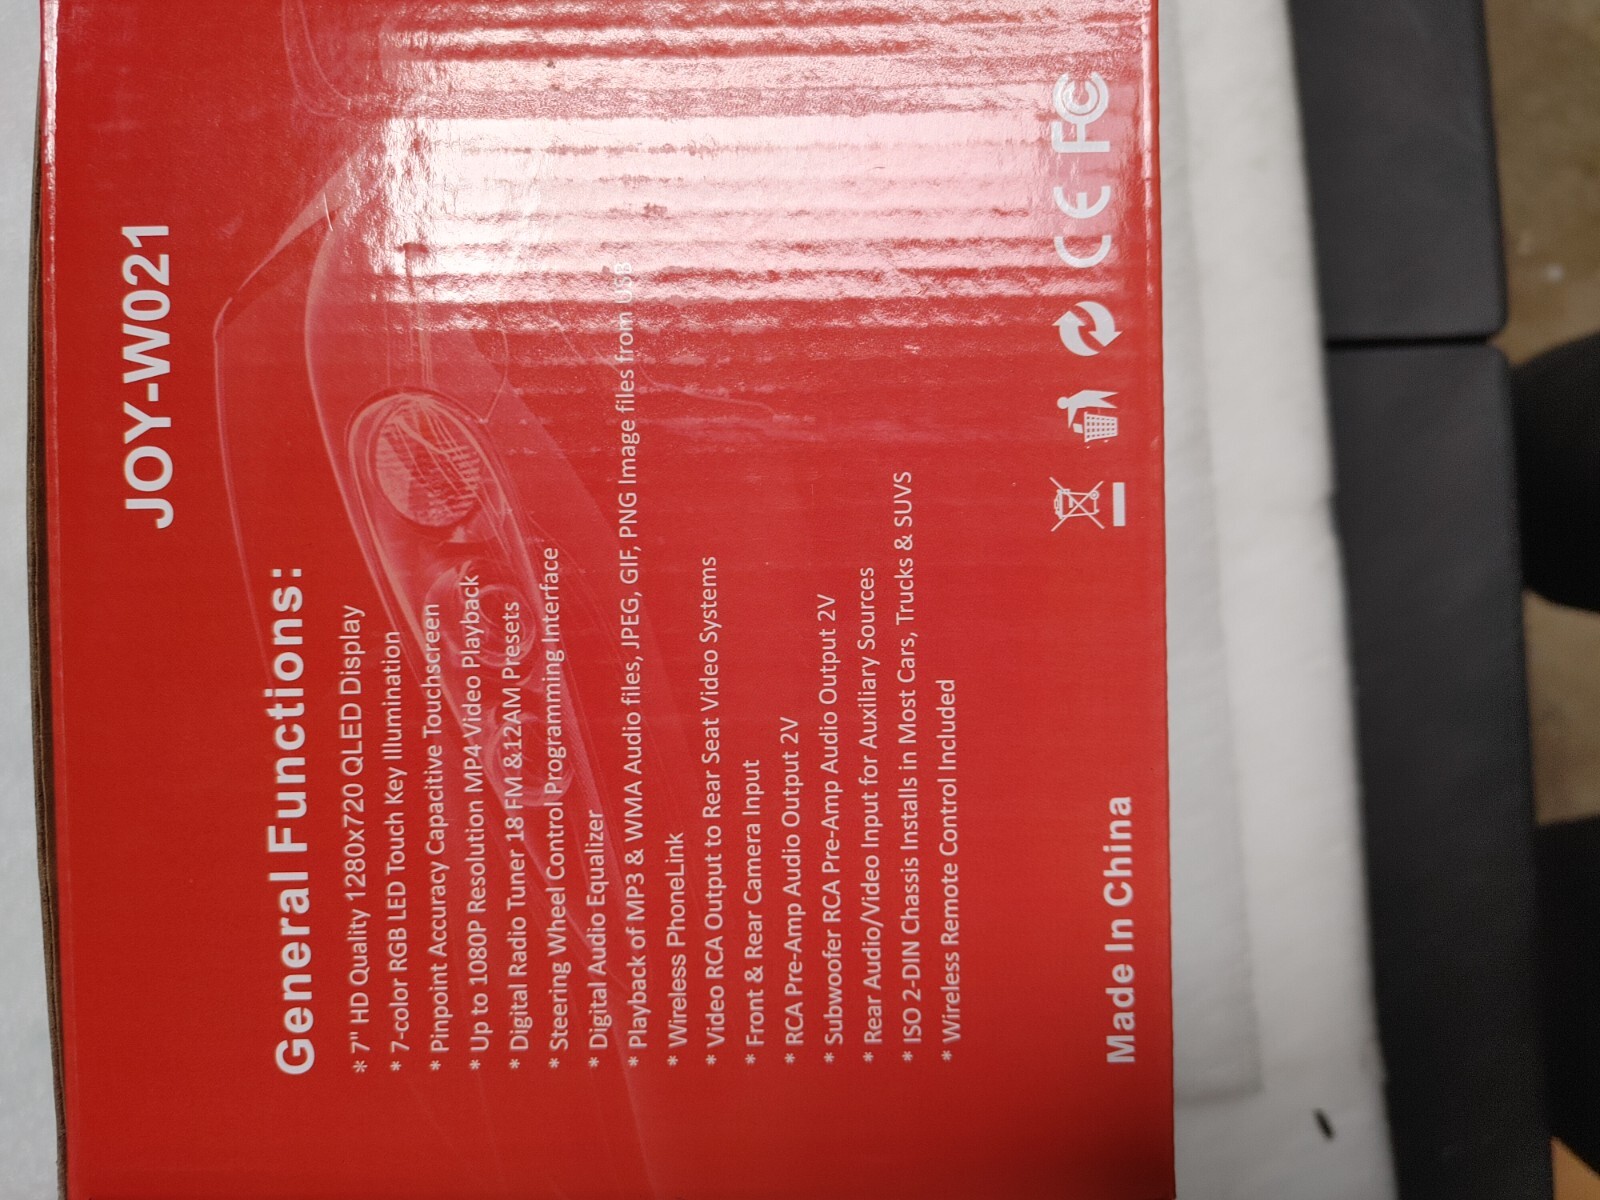 JOY-W021
General Functions:
* 7" HD Quality 1280x720 QLED Display
* 7-color RGB LED Touch Key Illumination
* Pinpoint Accuracy Capacitive Touchscreen
* Up to 1080P Resolution MP4 Video Playback
* Digital Radio Tuner 18 FM &12AM Presets
* Steering Wheel Control Programming Interface
* Digital Audio Equalizer
* Playback of MP3 & WMA Audio files, JPEG, GIF, PNG Image files from USB
* Wireless PhoneLink
* Video RCA Output to Rear Seat Video Systems
* Front & Rear Camera Input
* RCA Pre-Amp Audio Output 2V
* Subwoofer RCA Pre-Amp Audio Output 2V
* Rear Audio/Video Input for Auxiliary Sources
* ISO 2-DIN Chassis Installs in Most Cars, Trucks & SUVS
* Wireless Remote Control Included
Made In China
CE FC